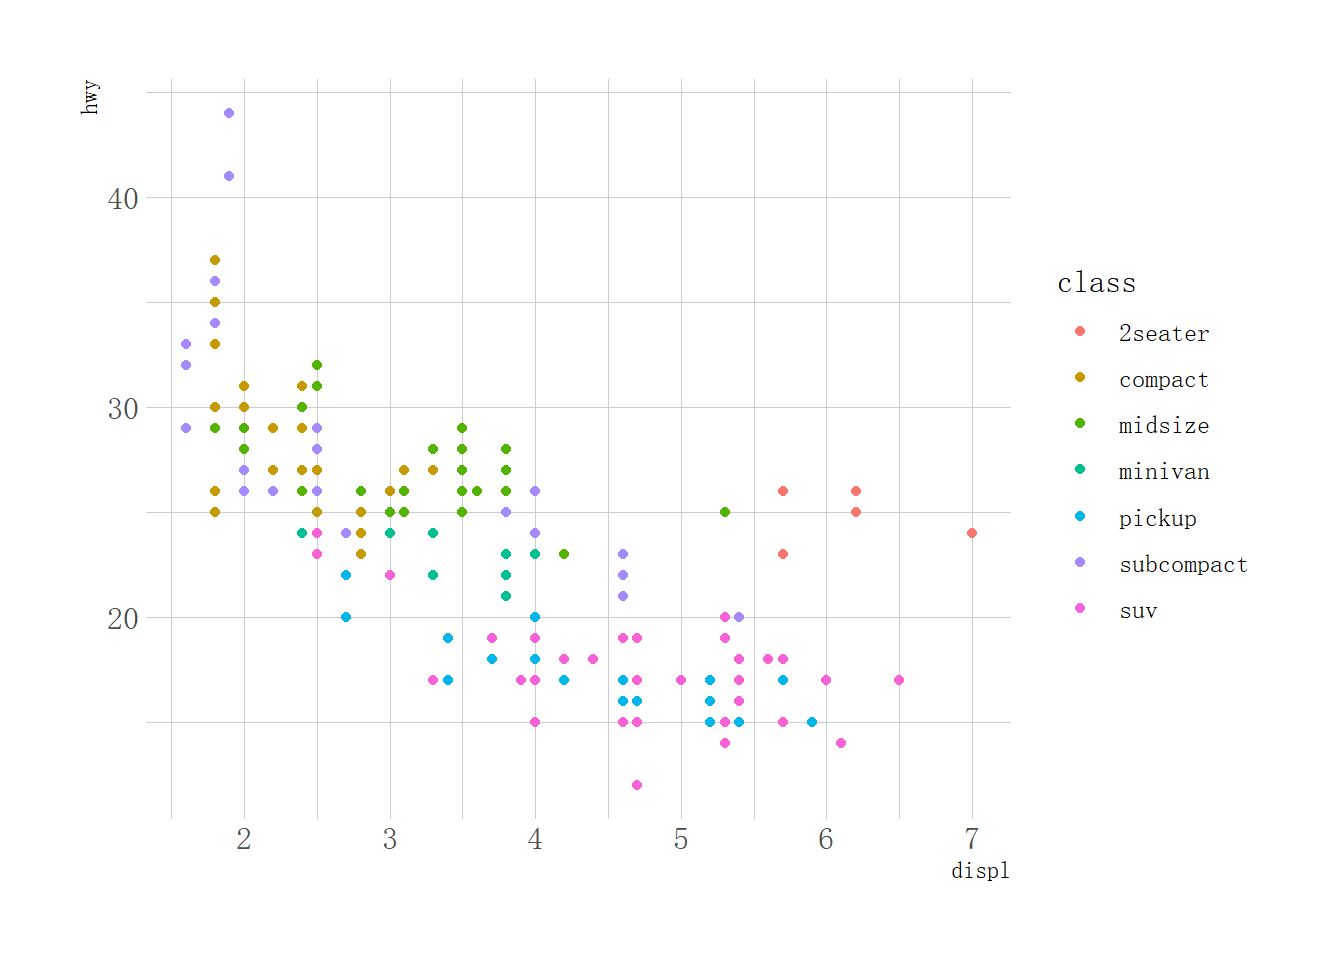 hwy
40
30
20
2 3 4 5 6 7
displ
class
2seater
compact
midsize
minivan
pickup
subcompact
suv